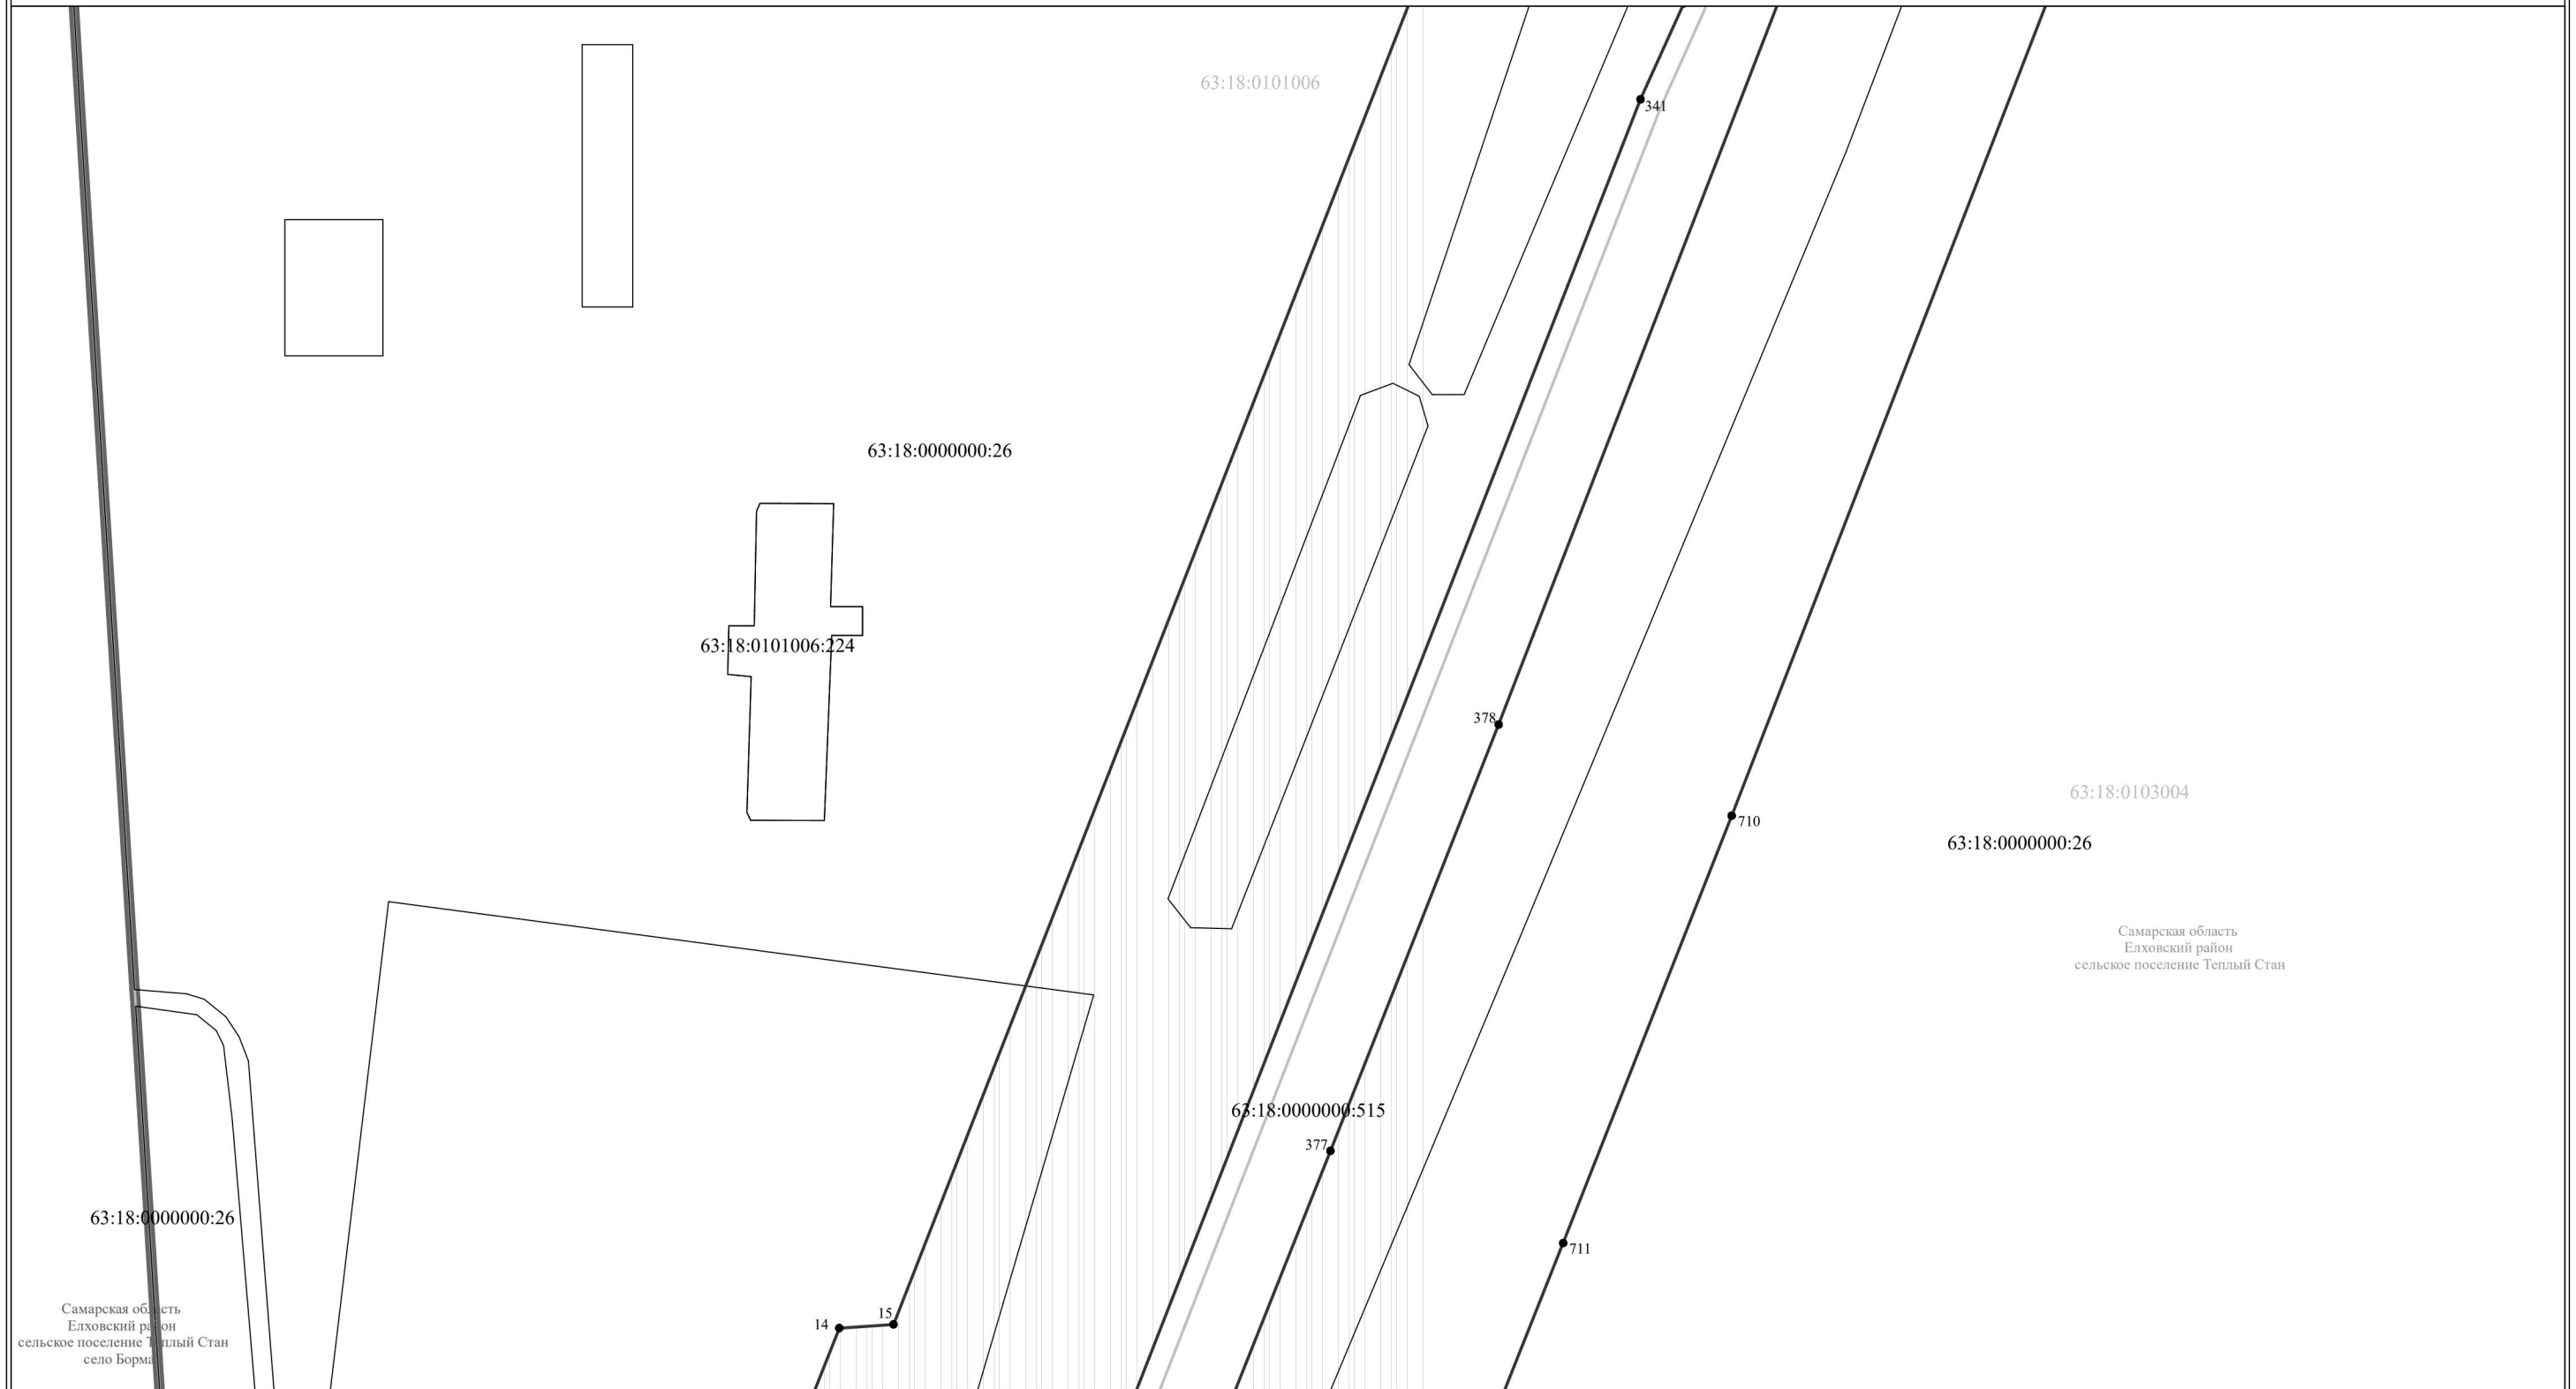 63:18:0101006
341
63:18:0000000:26
63:18:0101006:224
378
63:18:0103004
710
63:18:0000000:26
Самарская область
Елховский район
сельское поселение Теплый Стан
63:18:0000000:515
377
63:18:0000000:26
711
Самарская область
Елховский район
сельское поселение Теплый Стан
село Борма
14
15